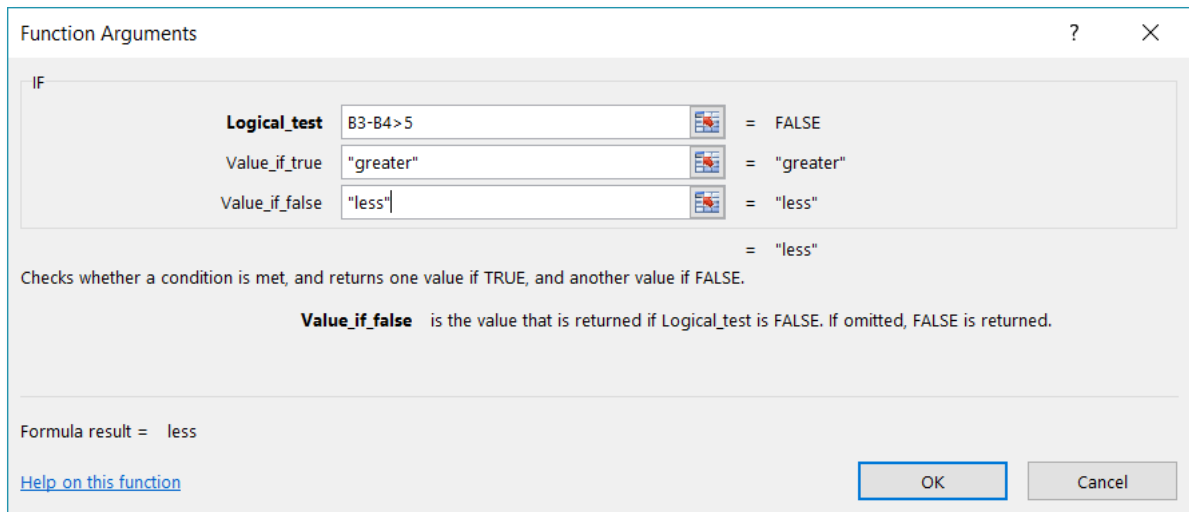 Function Arguments ? ×
IF
Logical_test B3-B4>5 = FALSE
Value_if_true "greater" = "greater"
Value_if_false "less" = "less"
= "less"
Checks whether a condition is met, and returns one value if TRUE, and another value if FALSE.
Value_if_false is the value that is returned if Logical_test is FALSE. If omitted, FALSE is returned.
Formula result = less
Help on this function OK Cancel